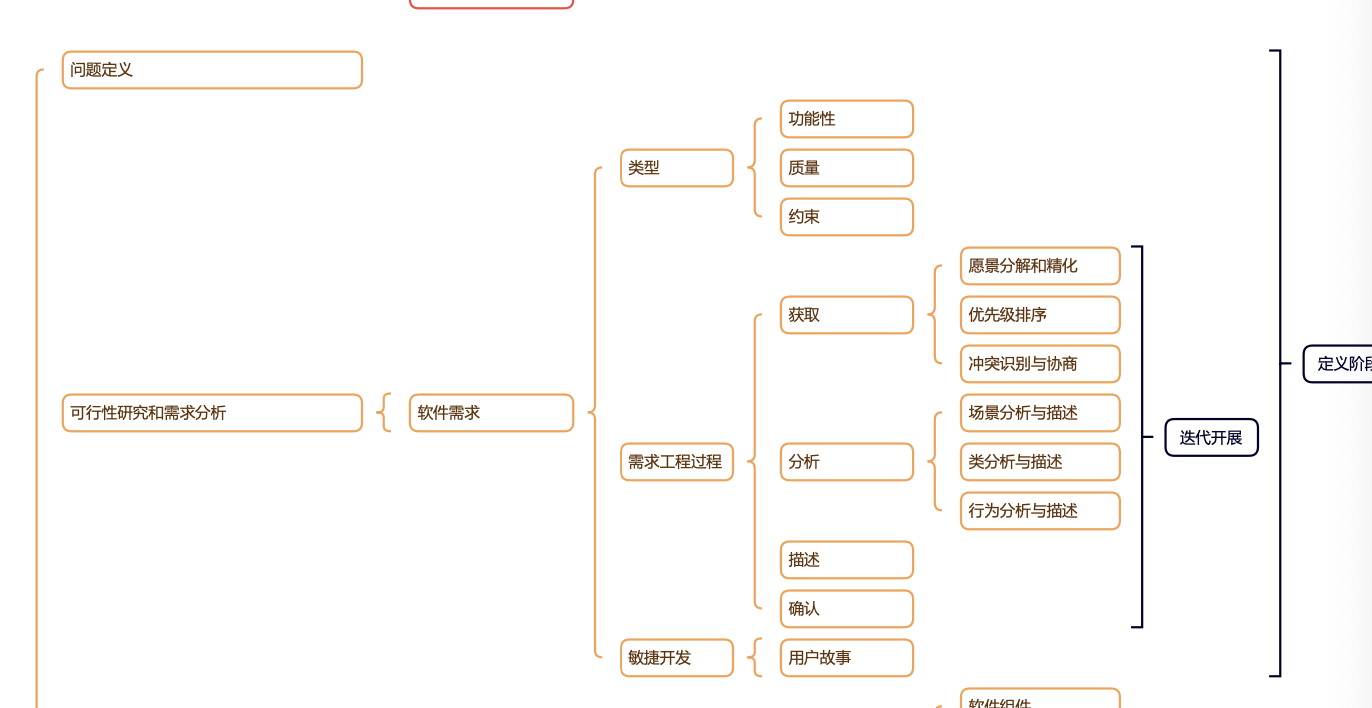 问题定义
功能性
类型
质量
约束
愿景分解和精化
获取
优先级排序
冲突识别与协商
定义阶段
可行性研究和需求分析
软件需求
场景分析与描述
迭代开展
需求工程过程
分析
类分析与描述
行为分析与描述
描述
确认
敏捷开发
用户故事
软件组件